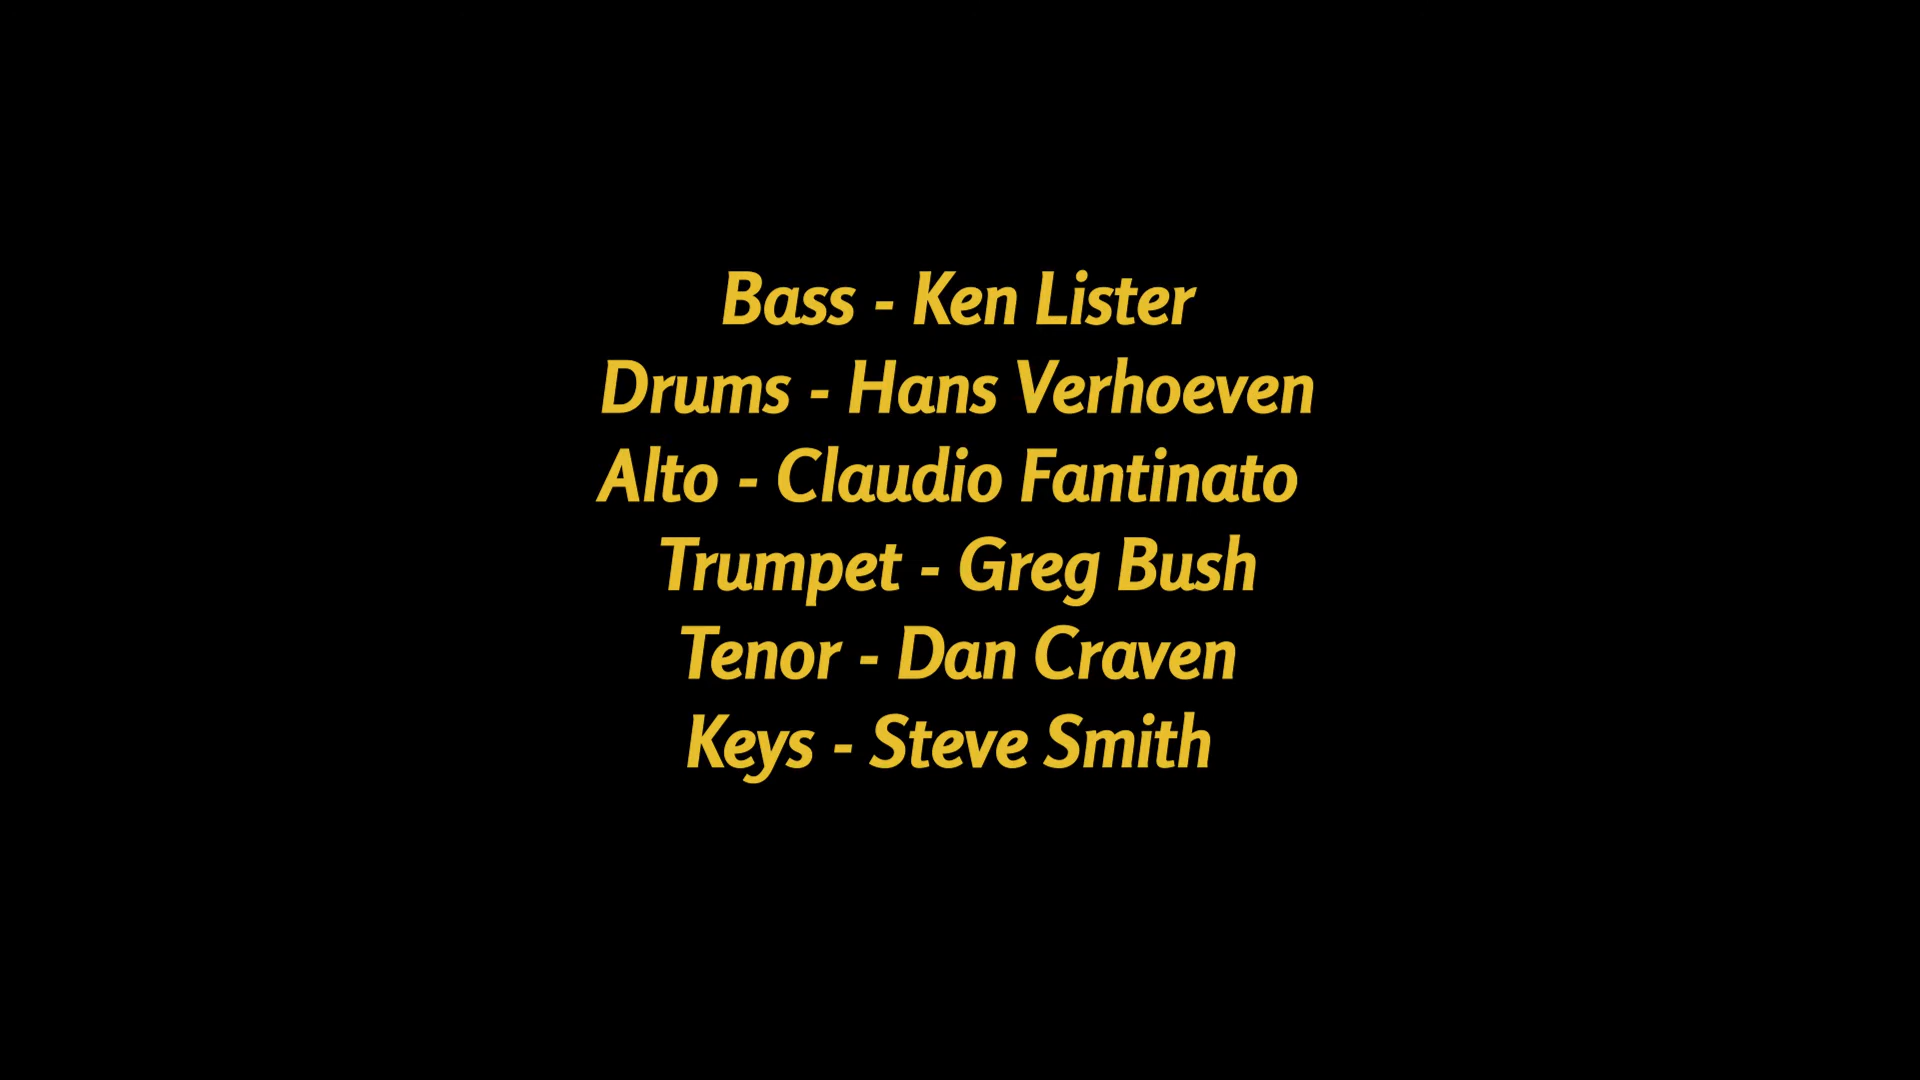 Bass - Ken Lister
Drums - Hans Verhoeven
Alto - Claudio Fantinato
Trumpet - Greg Bush
Tenor - Dan Craven
Keys - Steve Smith